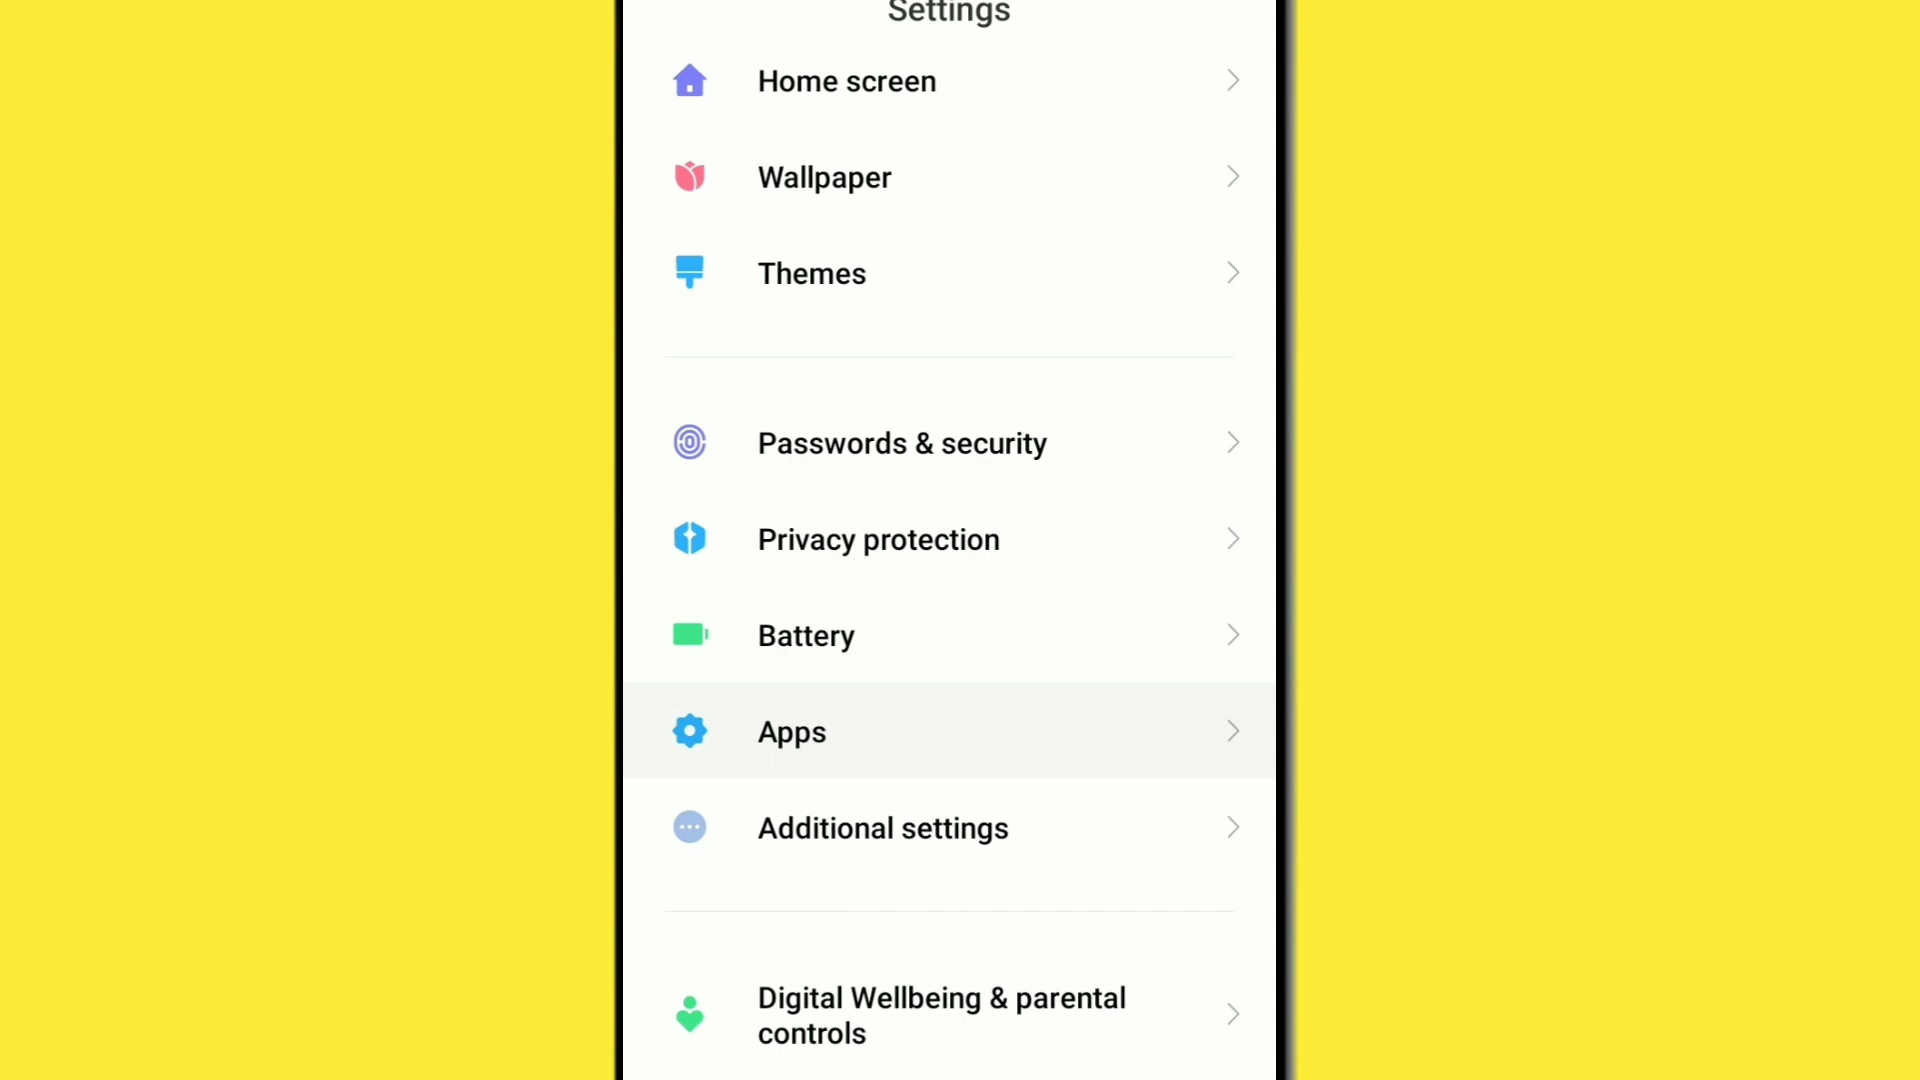 Settings
Home screen
Wallpaper
Themes
Passwords & security
Privacy protection
Battery
Apps
Additional settings
Digital Wellbeing & parental
controls